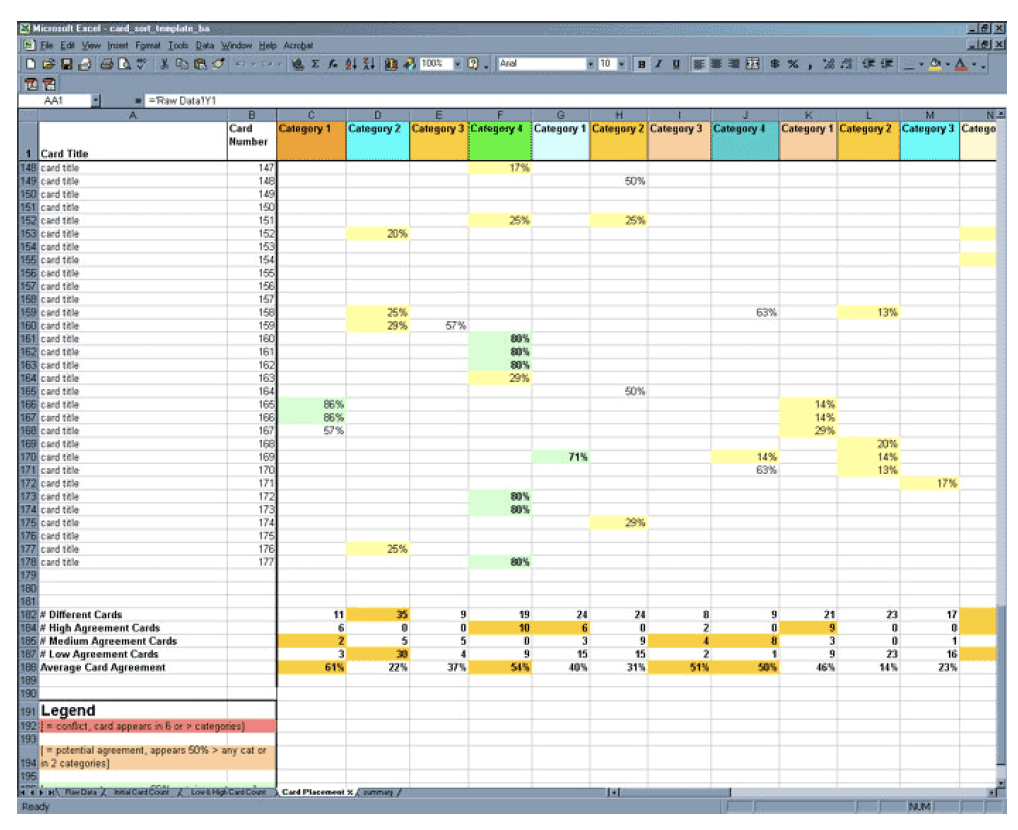 Microsoft Excel - card_sort_template_ba
File Edit View Insert Format Tools Data Window Help Acrobat
100% Arial 10 B I U $ % ,
AA1 = ='Raw Data'!Y1
A B C D E F G H I J K L M N
1 Card Title Card Number Category 1 Category 2 Category 3 Category 4 Category 1 Category 2 Category 3 Category 4 Category 1 Category 2 Category 3 Catego
148 card title 147 17%
149 card title 148 50%
150 card title 149
151 card title 150
152 card title 151 25% 25%
153 card title 152 20%
154 card title 153
155 card title 154
156 card title 155
157 card title 156
158 card title 157
159 card title 158 25% 63% 13%
160 card title 159 29% 57%
161 card title 160 80%
162 card title 161 80%
163 card title 162 80%
164 card title 163 29%
165 card title 164 50%
166 card title 165 86% 14%
167 card title 166 86% 14%
168 card title 167 57% 29%
169 card title 168 20%
170 card title 169 71% 14% 14%
171 card title 170 63% 13%
172 card title 171 17%
173 card title 172 80%
174 card title 173 80%
175 card title 174 29%
176 card title 175
177 card title 176 25%
178 card title 177 80%
179
180
181
182 # Different Cards 11 35 9 19 24 24 8 9 21 23 17
184 # High Agreement Cards 6 0 0 10 6 0 2 0 9 0 0
185 # Medium Agreement Cards 2 5 5 0 3 9 4 8 3 0 1
187 # Low Agreement Cards 3 30 4 9 15 15 2 1 9 23 16
188 Average Card Agreement 61% 22% 37% 54% 40% 31% 51% 50% 46% 14% 23%
189
190
191 Legend
192 [ = conflict, card appears in 6 or > categories]
193
[ = potential agreement, appears 50% > any cat or
194 in 2 categories]
195
Raw Data Initial Card Count Low & High Card Count Card Placement % summary
Ready NUM